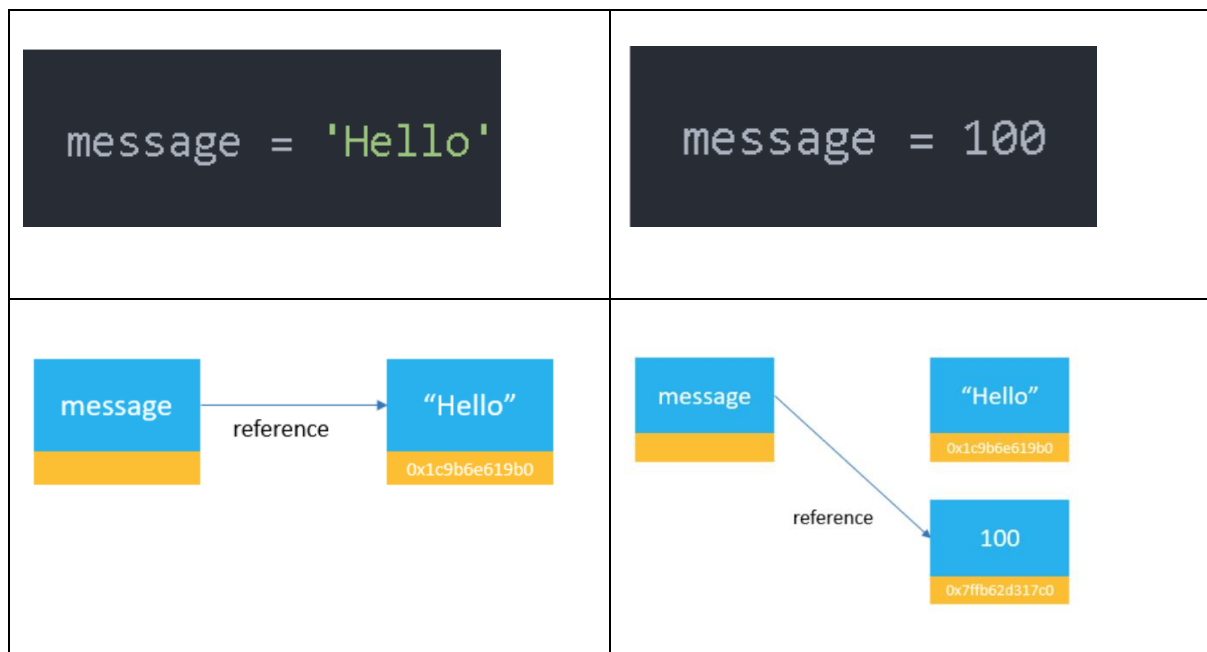 message = 'Hello'
message = 100
message
reference
“Hello”
0x1c9b6e619b0
message
reference
“Hello”
0x1c9b6e619b0
100
0x7ffb62d317c0